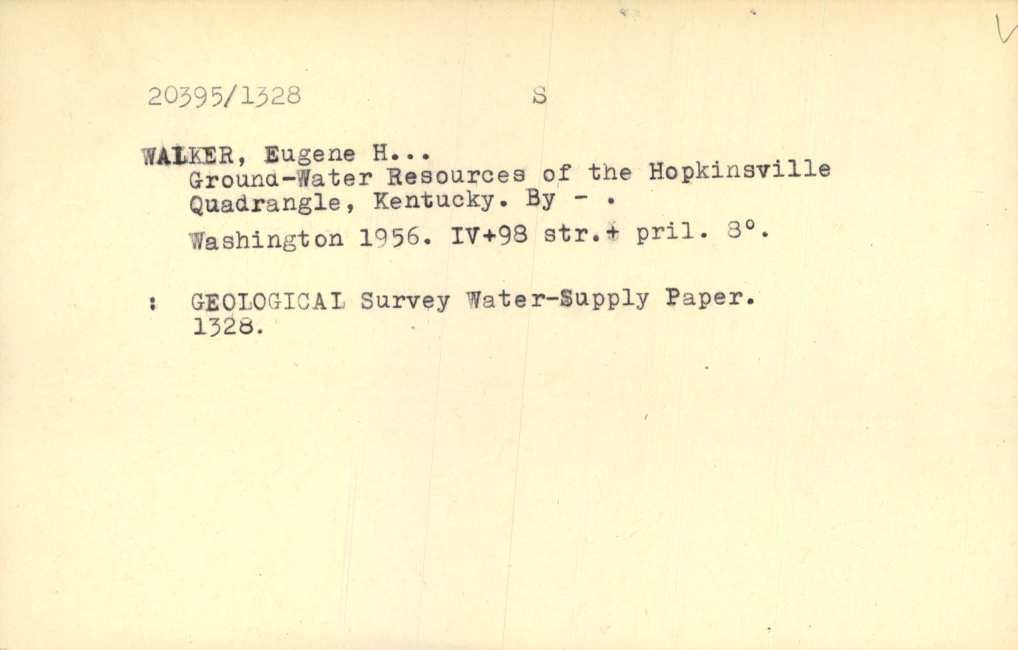 20395/1328 S
WALKER, Eugene H...
Ground-Water Resources of the Hopkinsville
Quadrangle, Kentucky. By - .
Washington 1956. IV+98 str.+ pril. 8°.
: GEOLOGICAL Survey Water-Supply Paper.
1328.